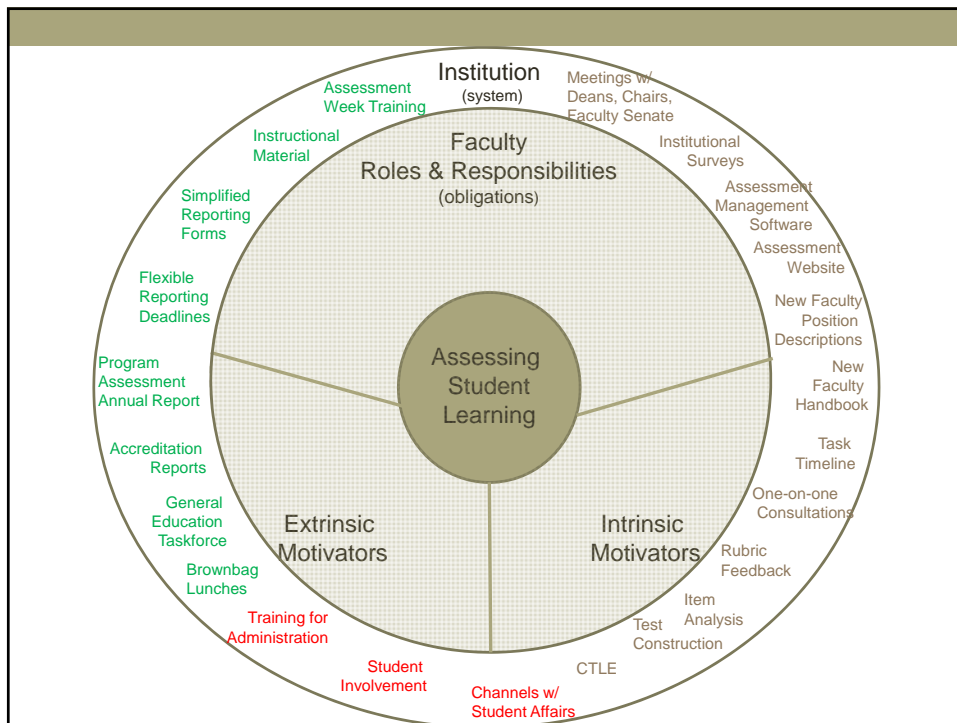 Institution
(system)
Faculty
Roles & Responsibilities
(obligations)
Assessing
Student
Learning
Extrinsic
Motivators
Intrinsic
Motivators
Meetings w/
Deans, Chairs,
Faculty Senate
Institutional
Surveys
Assessment
Management
Software
Assessment
Website
New Faculty
Position
Descriptions
New
Faculty
Handbook
Task
Timeline
One-on-one
Consultations
Rubric
Feedback
Item
Analysis
Test
Construction
CTLE
Channels w/
Student Affairs
Student
Involvement
Training for
Administration
Brownbag
Lunches
General
Education
Taskforce
Accreditation
Reports
Program
Assessment
Annual Report
Flexible
Reporting
Deadlines
Simplified
Reporting
Forms
Instructional
Material
Assessment
Week Training